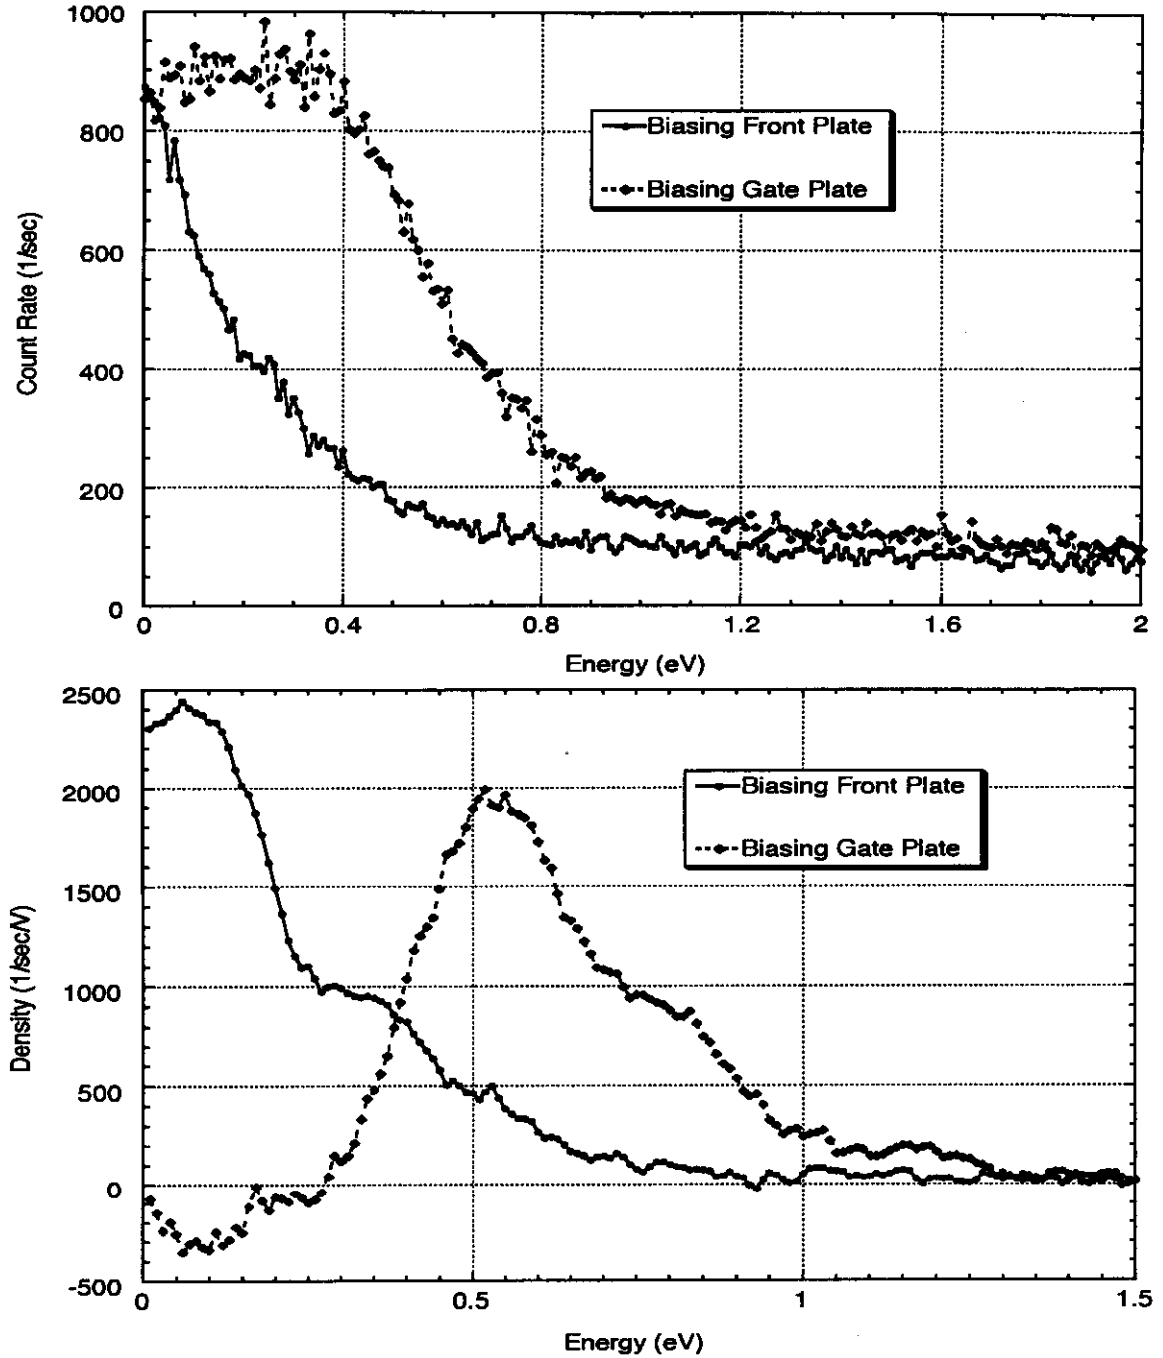 1000
800
600
400
200
0
Count Rate (1/sec)
Biasing Front Plate
Biasing Gate Plate
0 0.4 0.8 1.2 1.6 2
Energy (eV)
2500
2000
1500
1000
500
0
-500
Density (1/sec/V)
Biasing Front Plate
Biasing Gate Plate
0 0.5 1 1.5
Energy (eV)